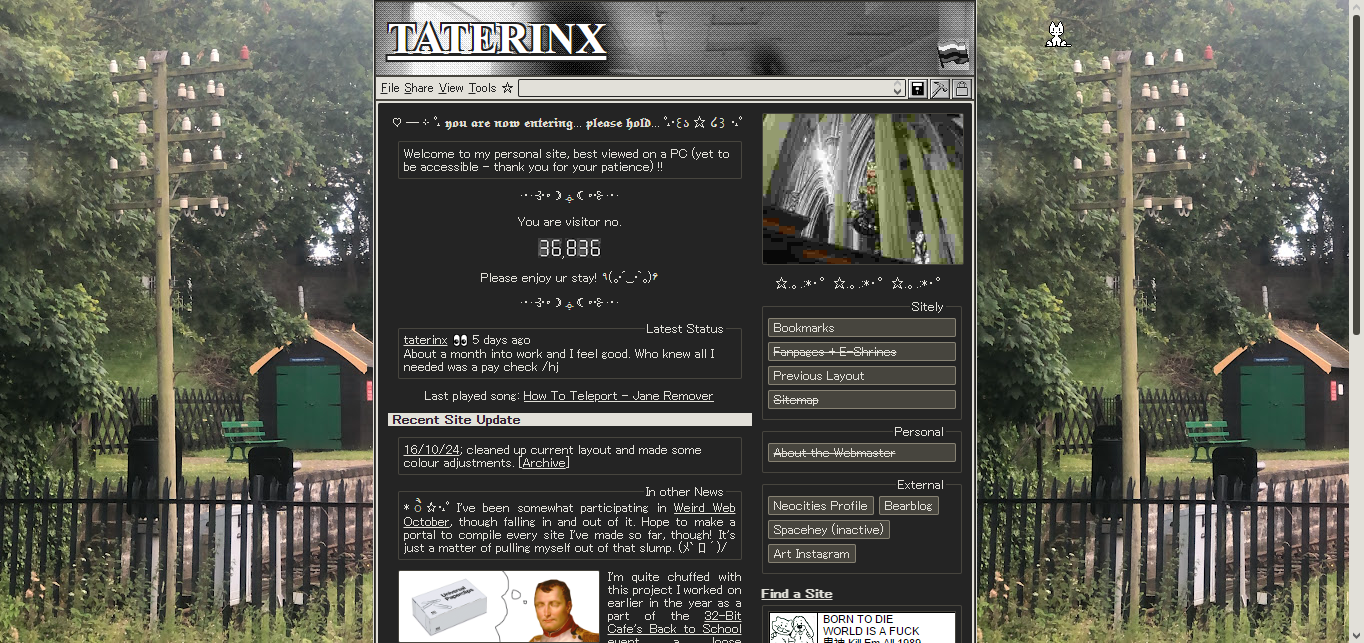 TATERINX
File Share View Tools ☆
♡ — you are now entering... please hold...
Welcome to my personal site, best viewed on a PC (yet to
be accessible - thank you for your patience) !!
You are visitor no.
36,836
Please enjoy ur stay!
Latest Status
taterinx 👀 5 days ago
About a month into work and I feel good. Who knew all I
needed was a pay check /hj
Last played song: How To Teleport - Jane Remover
Recent Site Update
16/10/24; cleaned up current layout and made some
colour adjustments. [Archive]
In other News
I've been somewhat participating in Weird Web
October, though falling in and out of it. Hope to make a
portal to compile every site I've made so far, though! It's
just a matter of pulling myself out of that slump.
Universal
Paperclips
I'm quite chuffed with
this project I worked on
earlier in the year as a
part of the 32-Bit
Cafe's Back to School
event, a loose
Sitely
Bookmarks
Fanpages + E-Shrines
Previous Layout
Sitemap
Personal
About the Webmaster
External
Neocities Profile Bearblog
Spacehey (inactive)
Art Instagram
Find a Site
BORN TO DIE
WORLD IS A FUCK
Kill Em All 1989